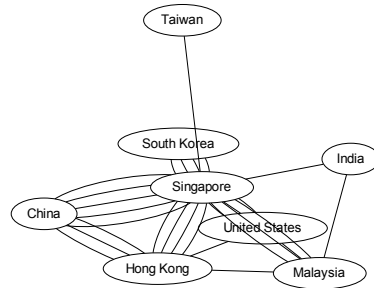 Taiwan
South Korea
India
Singapore
China
United States
Hong Kong
Malaysia